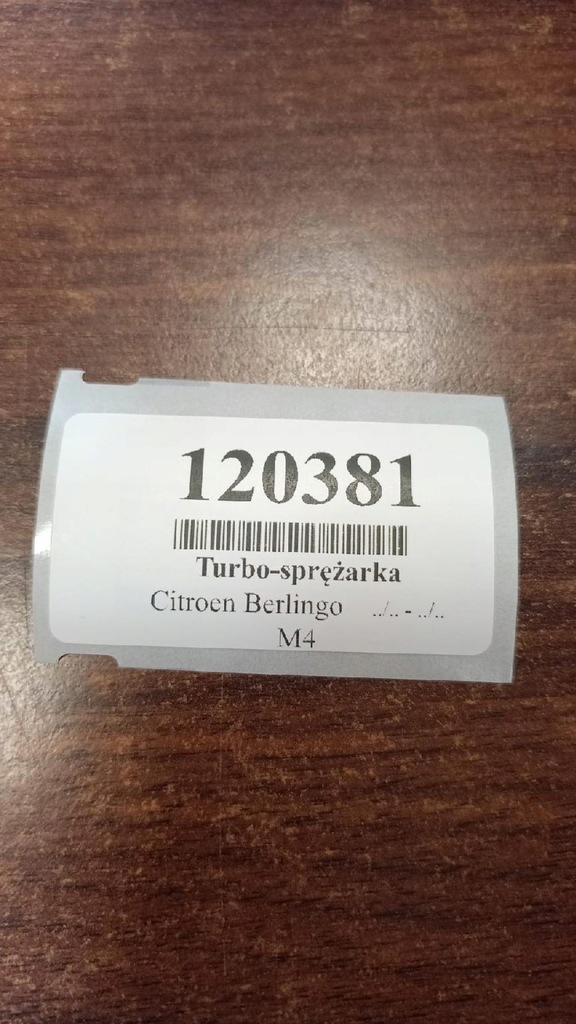 120381
Turbo-sprężarka
Citroen Berlingo ../.. - ../..
M4